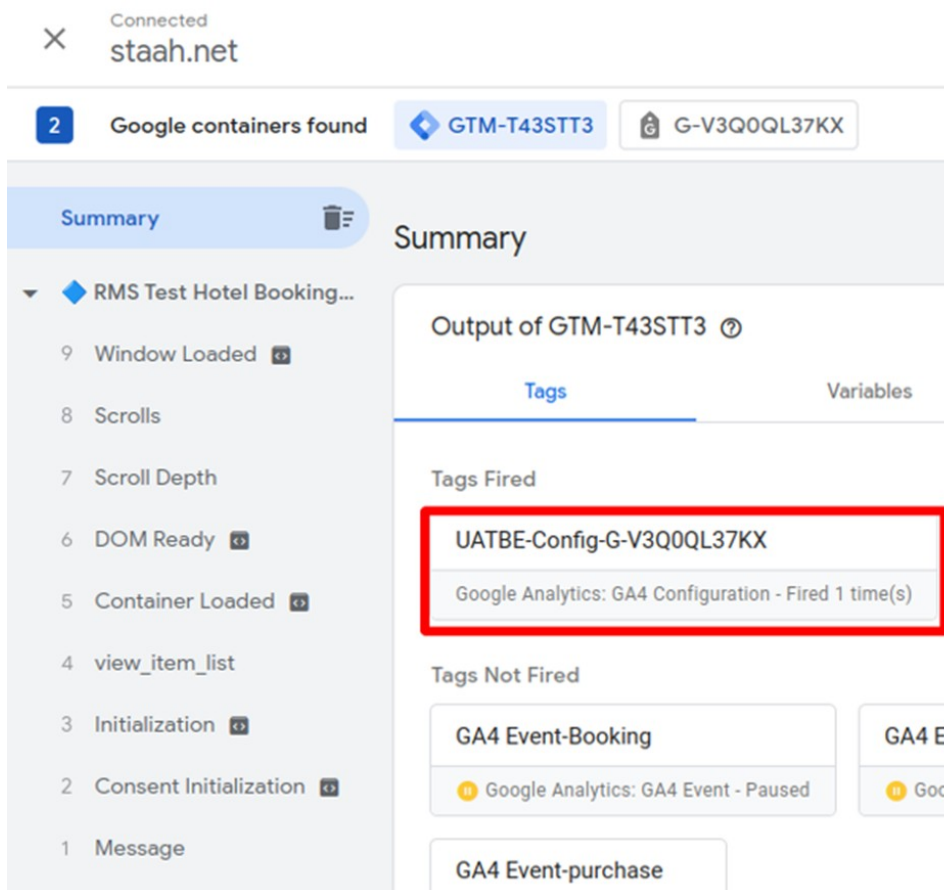 Connected
staah.net
2 Google containers found GTM-T43STT3 G-V3Q0QL37KX
Summary
RMS Test Hotel Booking...
9 Window Loaded
8 Scrolls
7 Scroll Depth
6 DOM Ready
5 Container Loaded
4 view_item_list
3 Initialization
2 Consent Initialization
1 Message
Summary
Output of GTM-T43STT3
Tags Variables
Tags Fired
UATBE-Config-G-V3Q0QL37KX
Google Analytics: GA4 Configuration - Fired 1 time(s)
Tags Not Fired
GA4 Event-Booking
Google Analytics: GA4 Event - Paused
GA4 E
Goo
GA4 Event-purchase